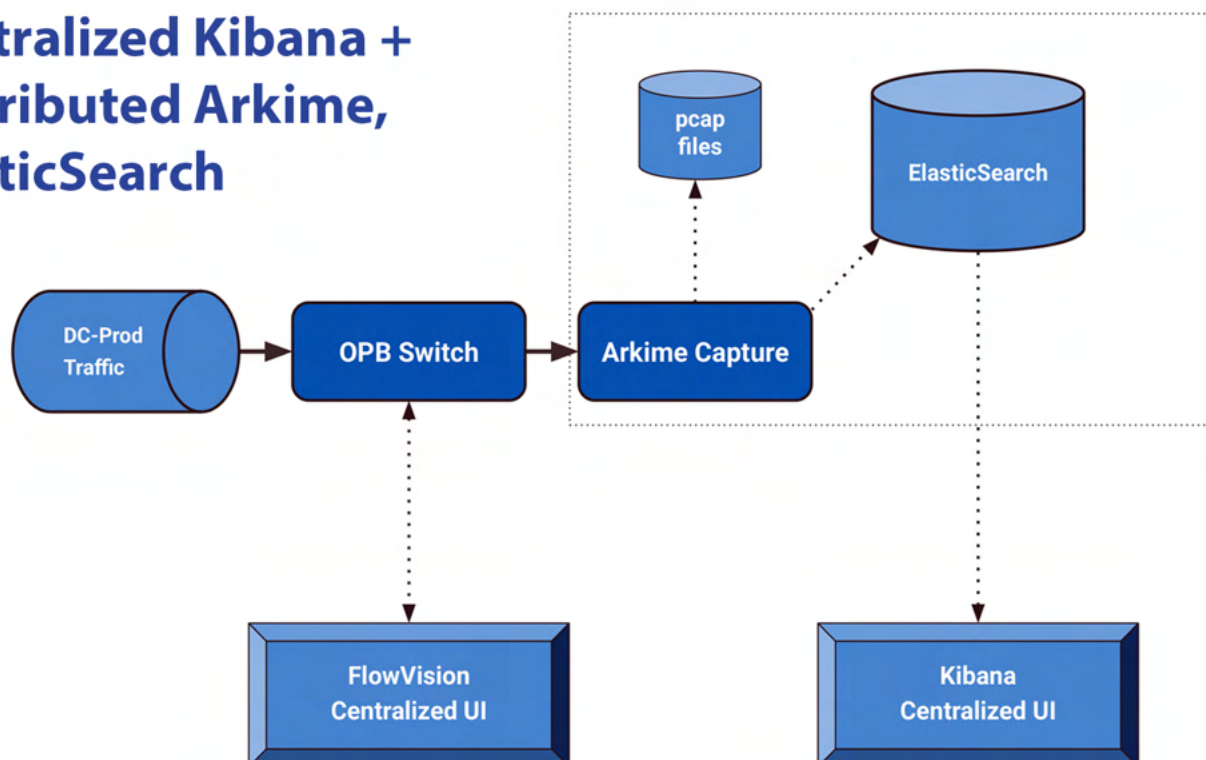 tralized Kibana +
ributed Arkime,
ticSearch
pcap
files
ElasticSearch
DC-Prod
Traffic
OPB Switch
Arkime Capture
FlowVision
Centralized UI
Kibana
Centralized UI